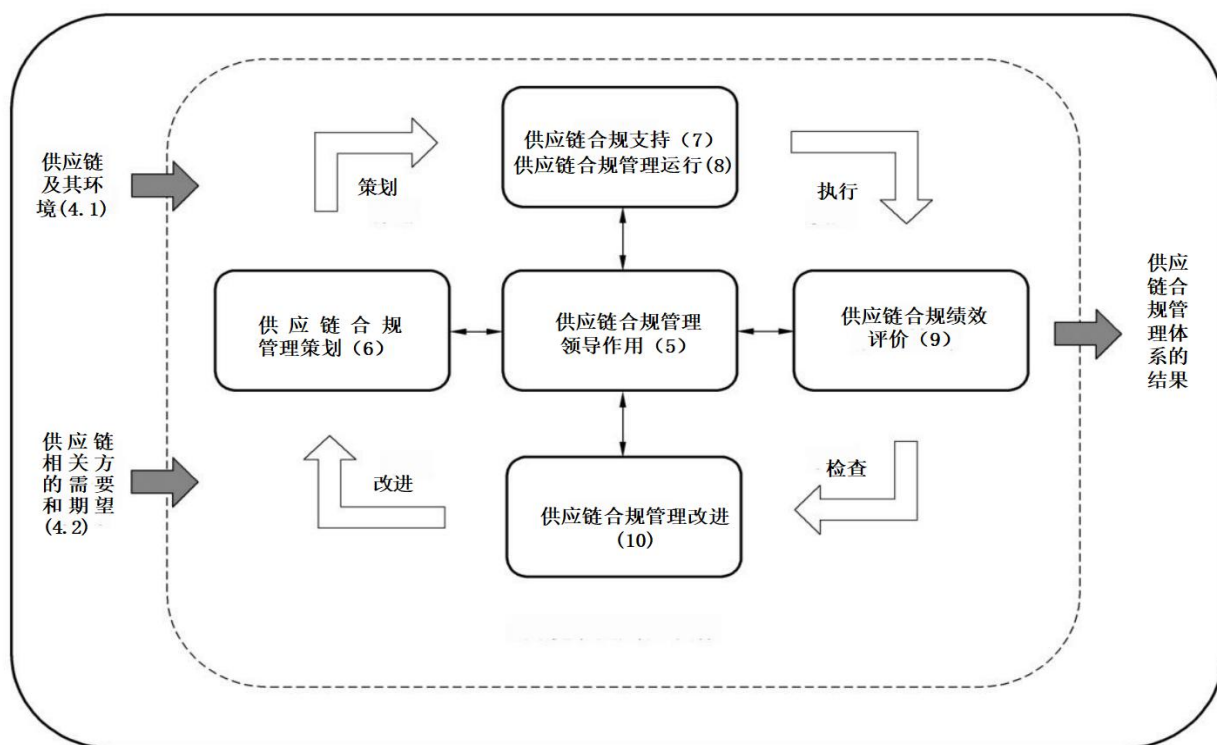 供应链合规支持（7）
供应链合规管理运行(8)
供应链
及其环
境(4.1)
策划
执行
供应链合规
管理策划（6）
供应链合规管理
领导作用（5）
供应链合规绩效
评价（9）
供应
链合
规管
理体
系的
结果
供应链
相关方
的需要
和期望
(4.2)
改进
检查
供应链合规管理改进
(10)